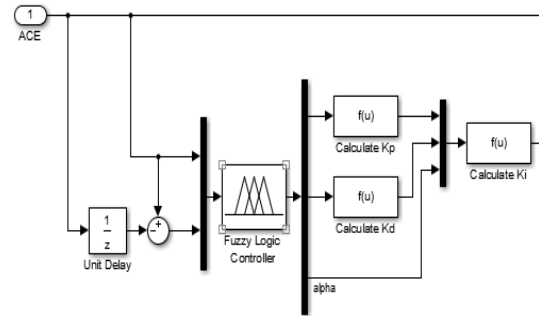 1
ACE
f(u)
Calculate Kp
f(u)
Calculate Ki
f(u)
Calculate Kd
Fuzzy Logic
Controller
1
z
Unit Delay
+
−
alpha